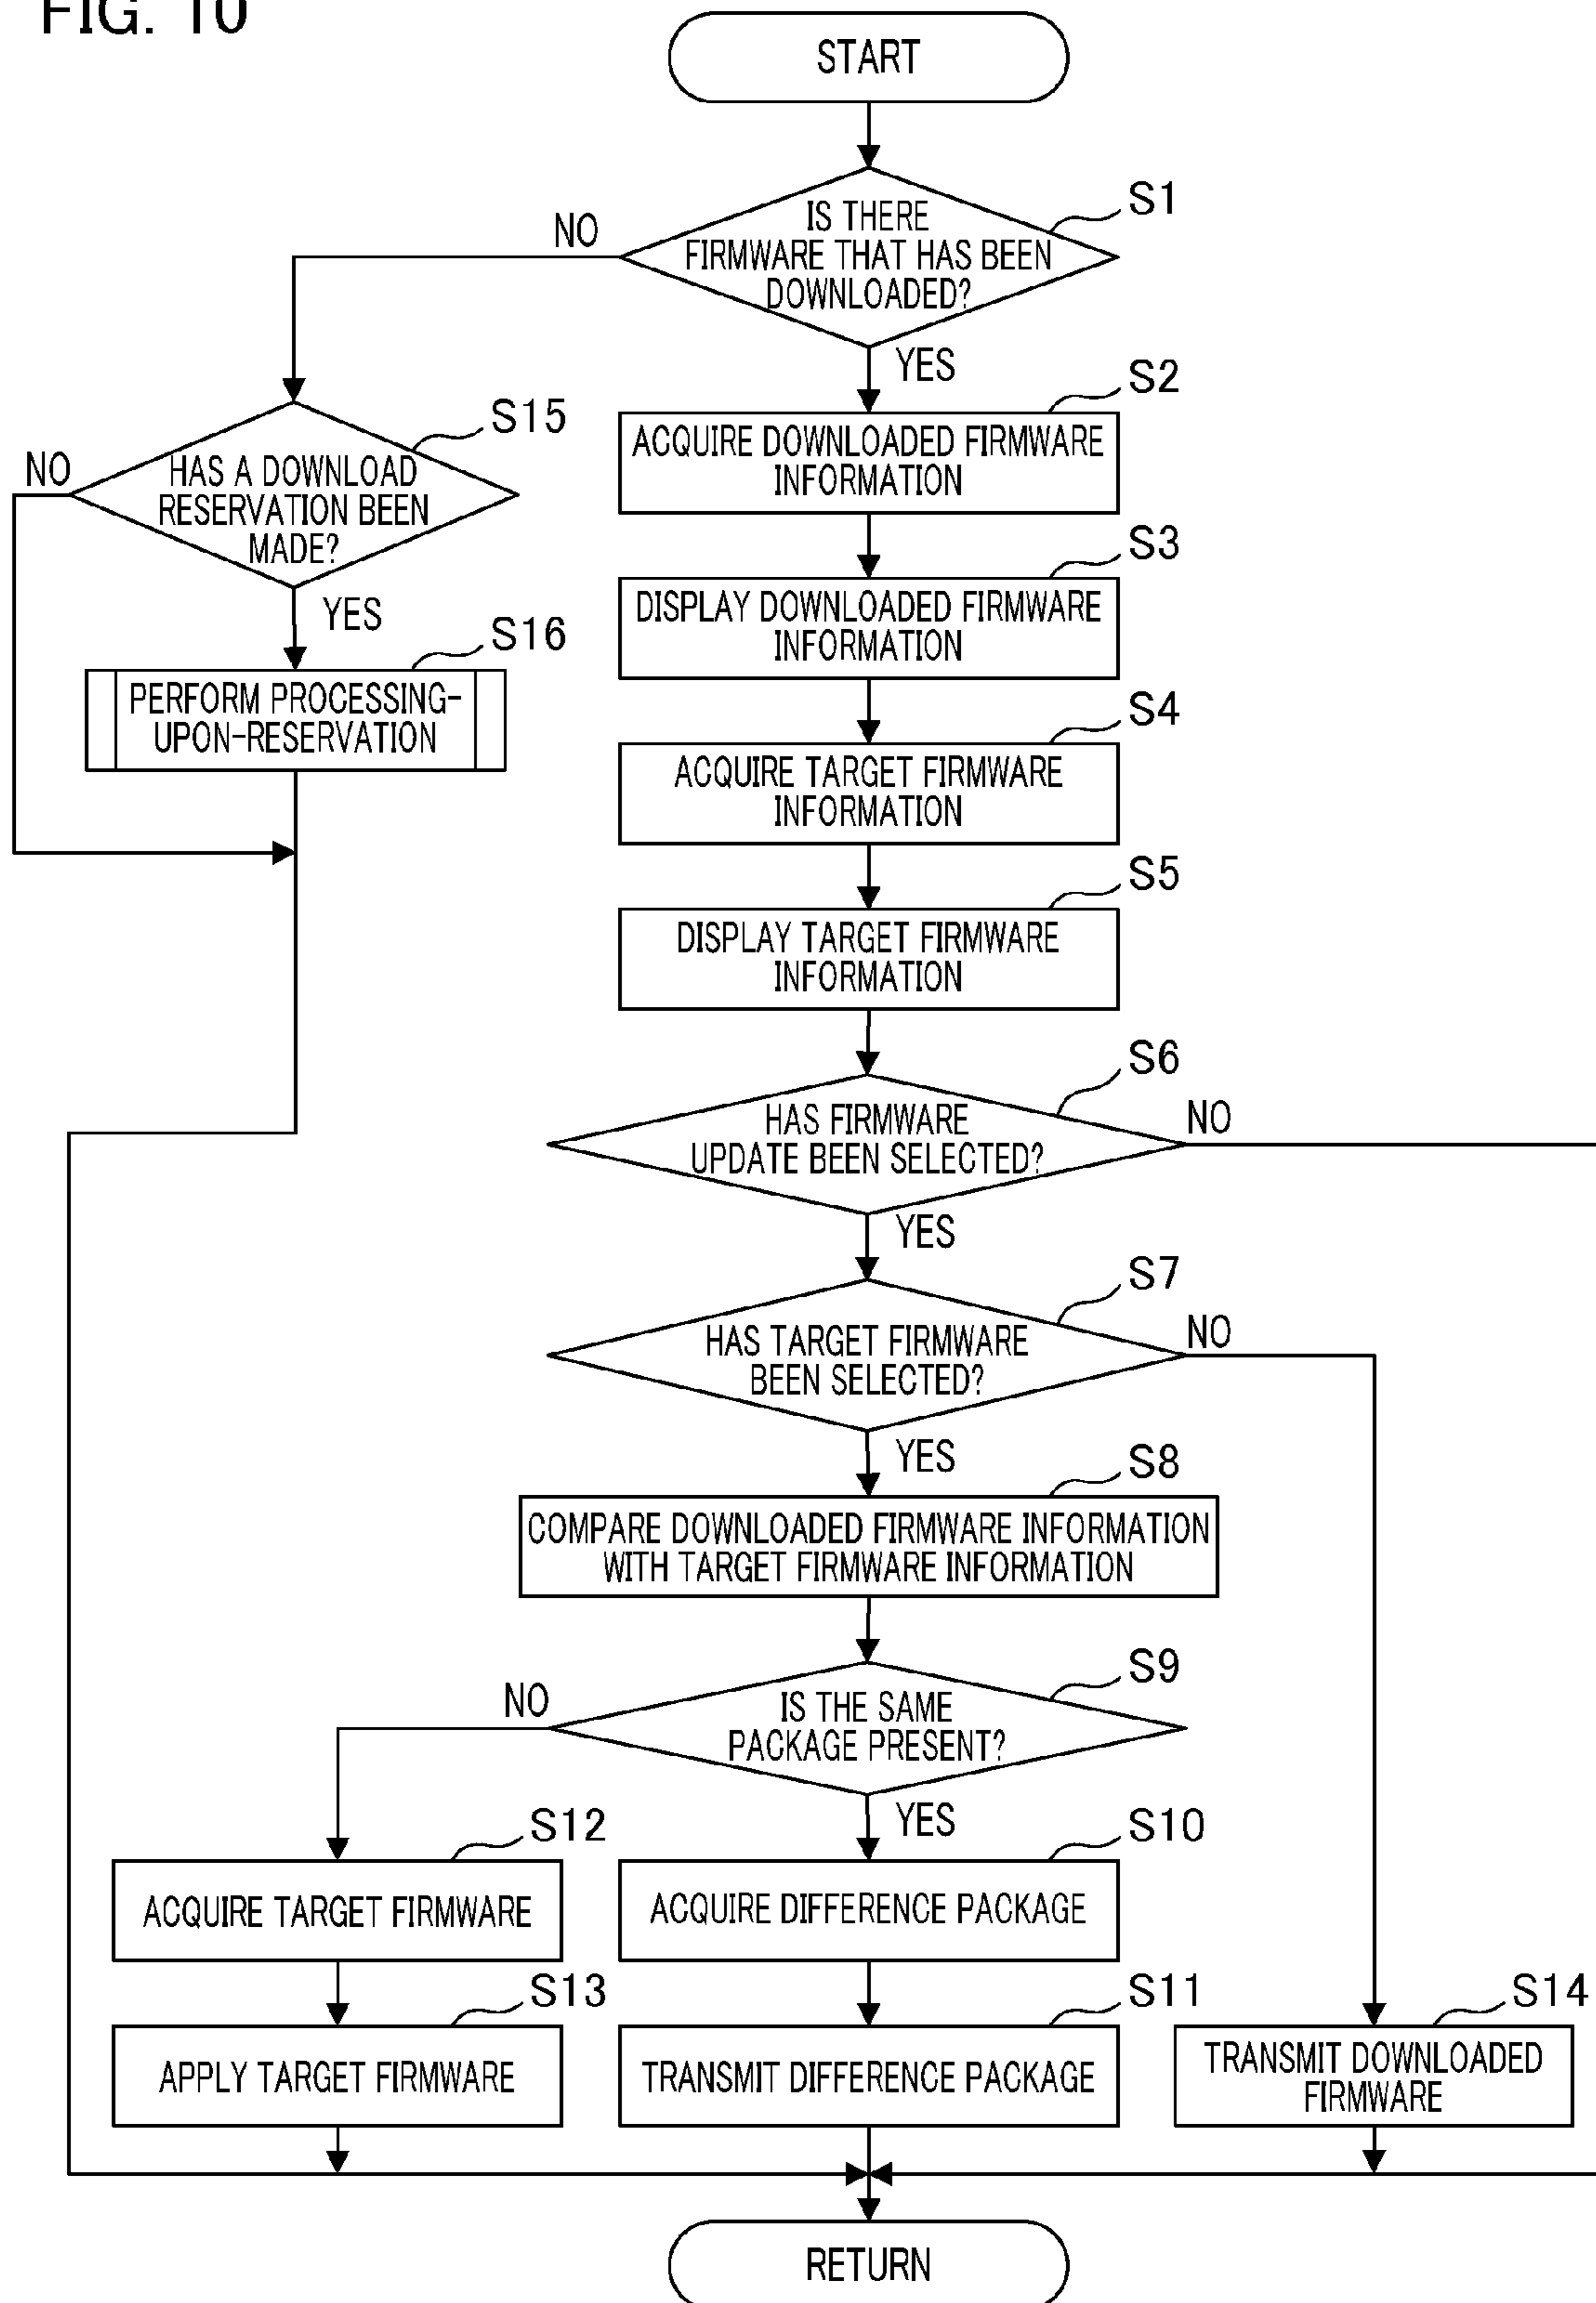 FIG. 10
START
S1
IS THERE
FIRMWARE THAT HAS BEEN
DOWNLOADED?
NO
YES
S2
ACQUIRE DOWNLOADED FIRMWARE
INFORMATION
S15
HAS A DOWNLOAD
RESERVATION BEEN
MADE?
NO
YES
S3
DISPLAY DOWNLOADED FIRMWARE
INFORMATION
S16
PERFORM PROCESSING-
UPON-RESERVATION
S4
ACQUIRE TARGET FIRMWARE
INFORMATION
S5
DISPLAY TARGET FIRMWARE
INFORMATION
S6
HAS FIRMWARE
UPDATE BEEN SELECTED?
NO
YES
S7
HAS TARGET FIRMWARE
BEEN SELECTED?
NO
YES
S8
COMPARE DOWNLOADED FIRMWARE INFORMATION
WITH TARGET FIRMWARE INFORMATION
S9
IS THE SAME
PACKAGE PRESENT?
NO
YES
S12
ACQUIRE TARGET FIRMWARE
S10
ACQUIRE DIFFERENCE PACKAGE
S13
APPLY TARGET FIRMWARE
S11
TRANSMIT DIFFERENCE PACKAGE
S14
TRANSMIT DOWNLOADED
FIRMWARE
RETURN